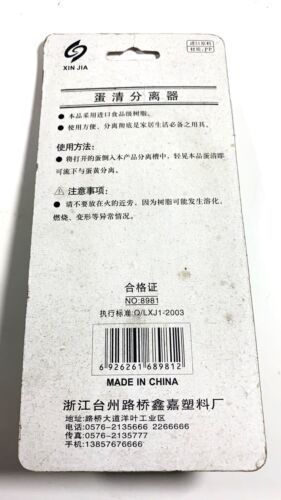 XIN JIA
进口原料
材质:PP
蛋清分离器
● 本品采用进口食品级树脂。
● 使用方便、分离彻底是家居生活必备之用具。
使用方法:
● 将打开的蛋倒入本产品分离槽中,轻晃本品蛋清即
可流下与蛋黄分离。
⚠ 注意事项:
● 请不要放在火的近旁、因为树脂可能发生溶化、
燃烧、变形等异常情况。
合格证
NO:8981
执行标准:Q/LXJ1-2003
6 926261 689812
MADE IN CHINA
浙江台州路桥鑫嘉塑料厂
地址:路桥大道洋叶工业区
电话:0576-2135666 2266666
传真:0576-2135777
手机:13857676666